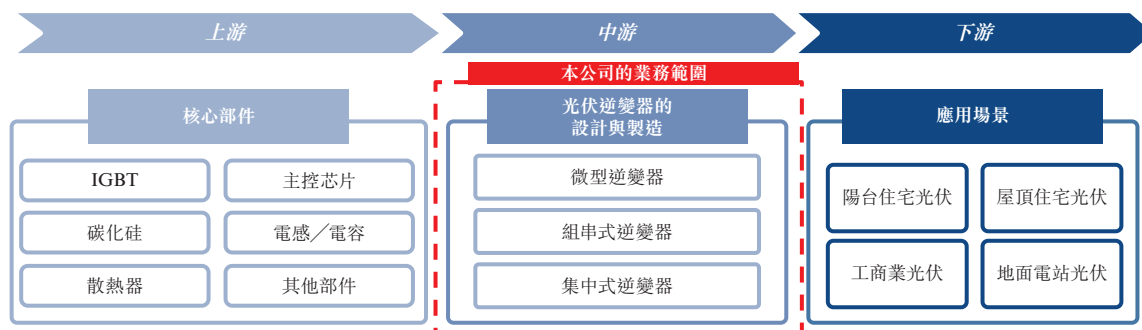 上游
中游
下游
本公司的業務範圍
核心部件
光伏逆變器的
設計與製造
應用場景
IGBT
主控芯片
碳化硅
電感／電容
散熱器
其他部件
微型逆變器
組串式逆變器
集中式逆變器
陽台住宅光伏
屋頂住宅光伏
工商業光伏
地面電站光伏